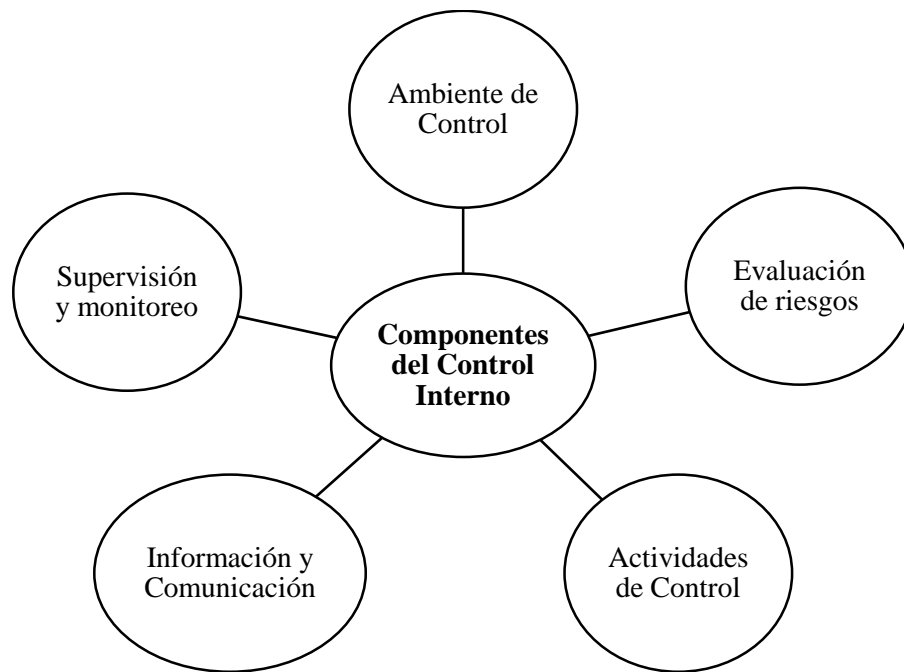 Ambiente de
Control
Supervisión
y monitoreo
Evaluación
de riesgos
Componentes
del Control
Interno
Información y
Comunicación
Actividades
de Control